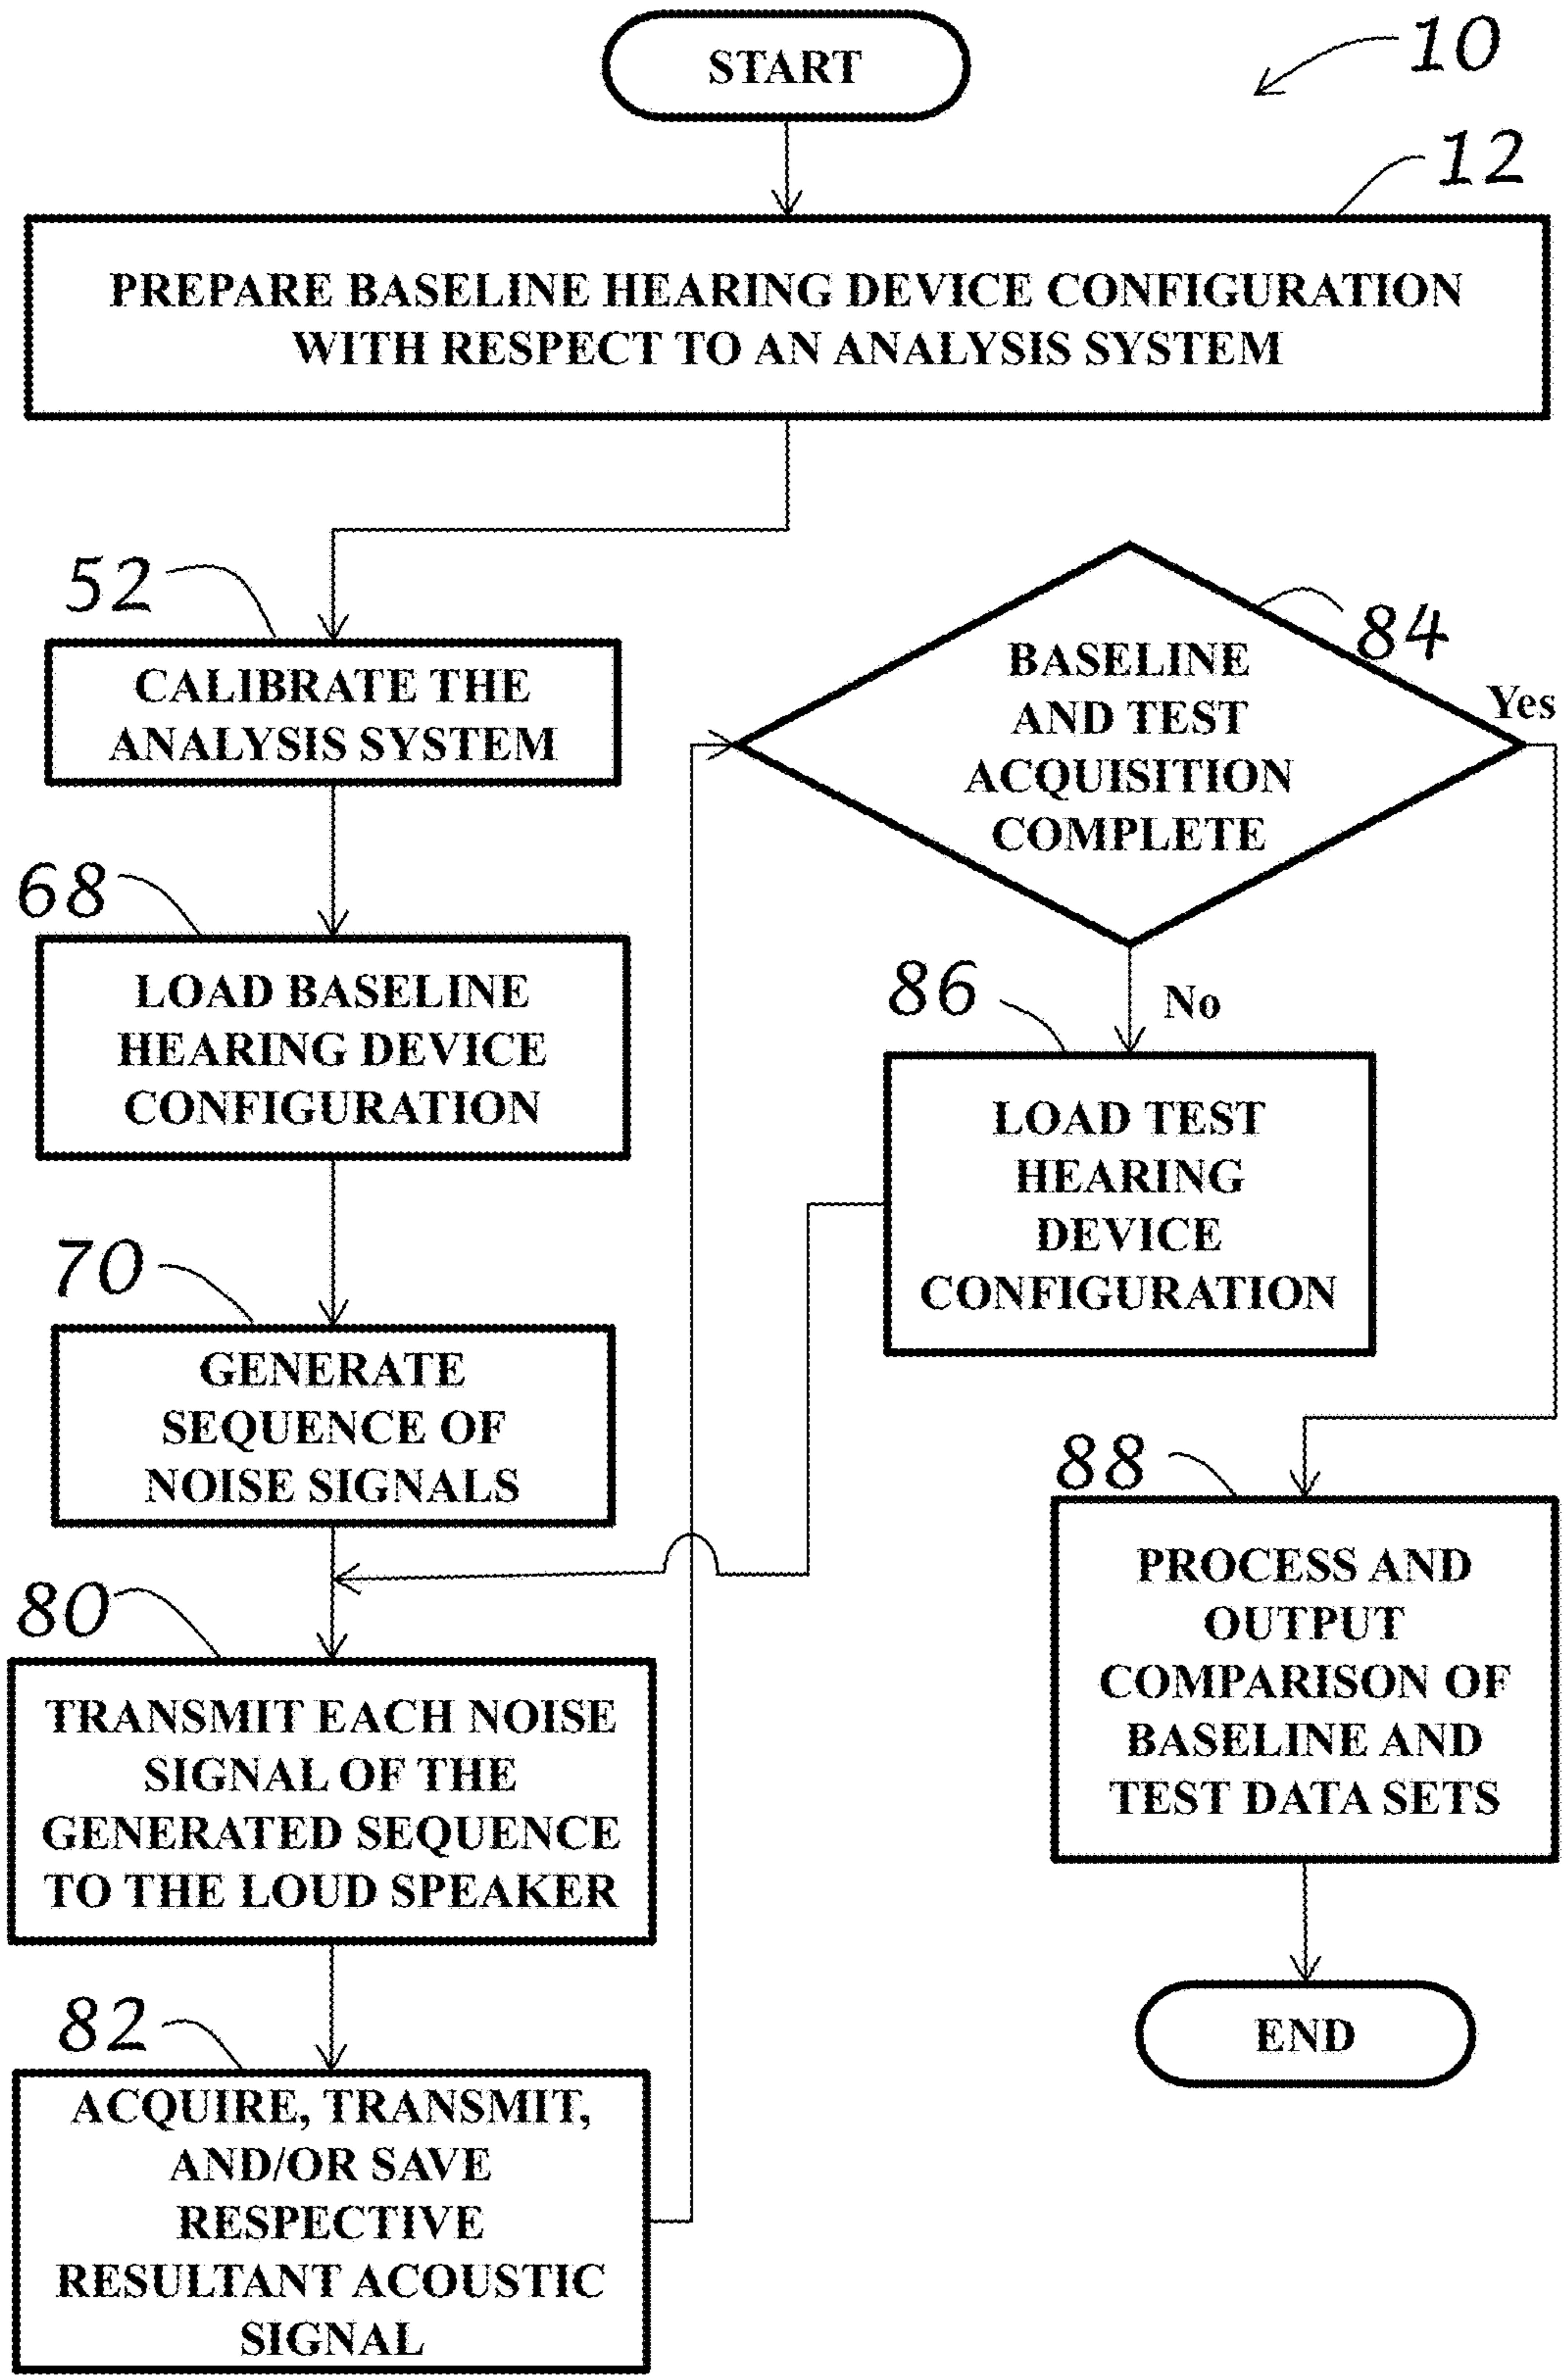 START
10
12
PREPARE BASELINE HEARING DEVICE CONFIGURATION
WITH RESPECT TO AN ANALYSIS SYSTEM
52
CALIBRATE THE
ANALYSIS SYSTEM
68
LOAD BASELINE
HEARING DEVICE
CONFIGURATION
70
GENERATE
SEQUENCE OF
NOISE SIGNALS
80
TRANSMIT EACH NOISE
SIGNAL OF THE
GENERATED SEQUENCE
TO THE LOUD SPEAKER
82
ACQUIRE, TRANSMIT,
AND/OR SAVE
RESPECTIVE
RESULTANT ACOUSTIC
SIGNAL
84
BASELINE
AND TEST
ACQUISITION
COMPLETE
Yes
No
86
LOAD TEST
HEARING
DEVICE
CONFIGURATION
88
PROCESS AND
OUTPUT
COMPARISON OF
BASELINE AND
TEST DATA SETS
END